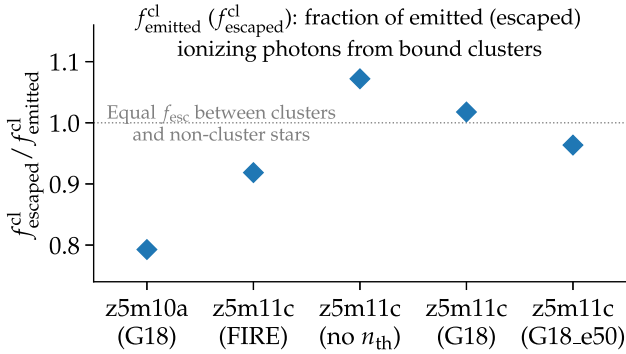 f^cl_emitted (f^cl_escaped): fraction of emitted (escaped)
ionizing photons from bound clusters
f^cl_escaped / f^cl_emitted
1.1
1.0
0.9
0.8
Equal f_esc between clusters
and non-cluster stars
z5m10a z5m11c z5m11c z5m11c z5m11c
(G18) (FIRE) (no n_th) (G18) (G18_e50)